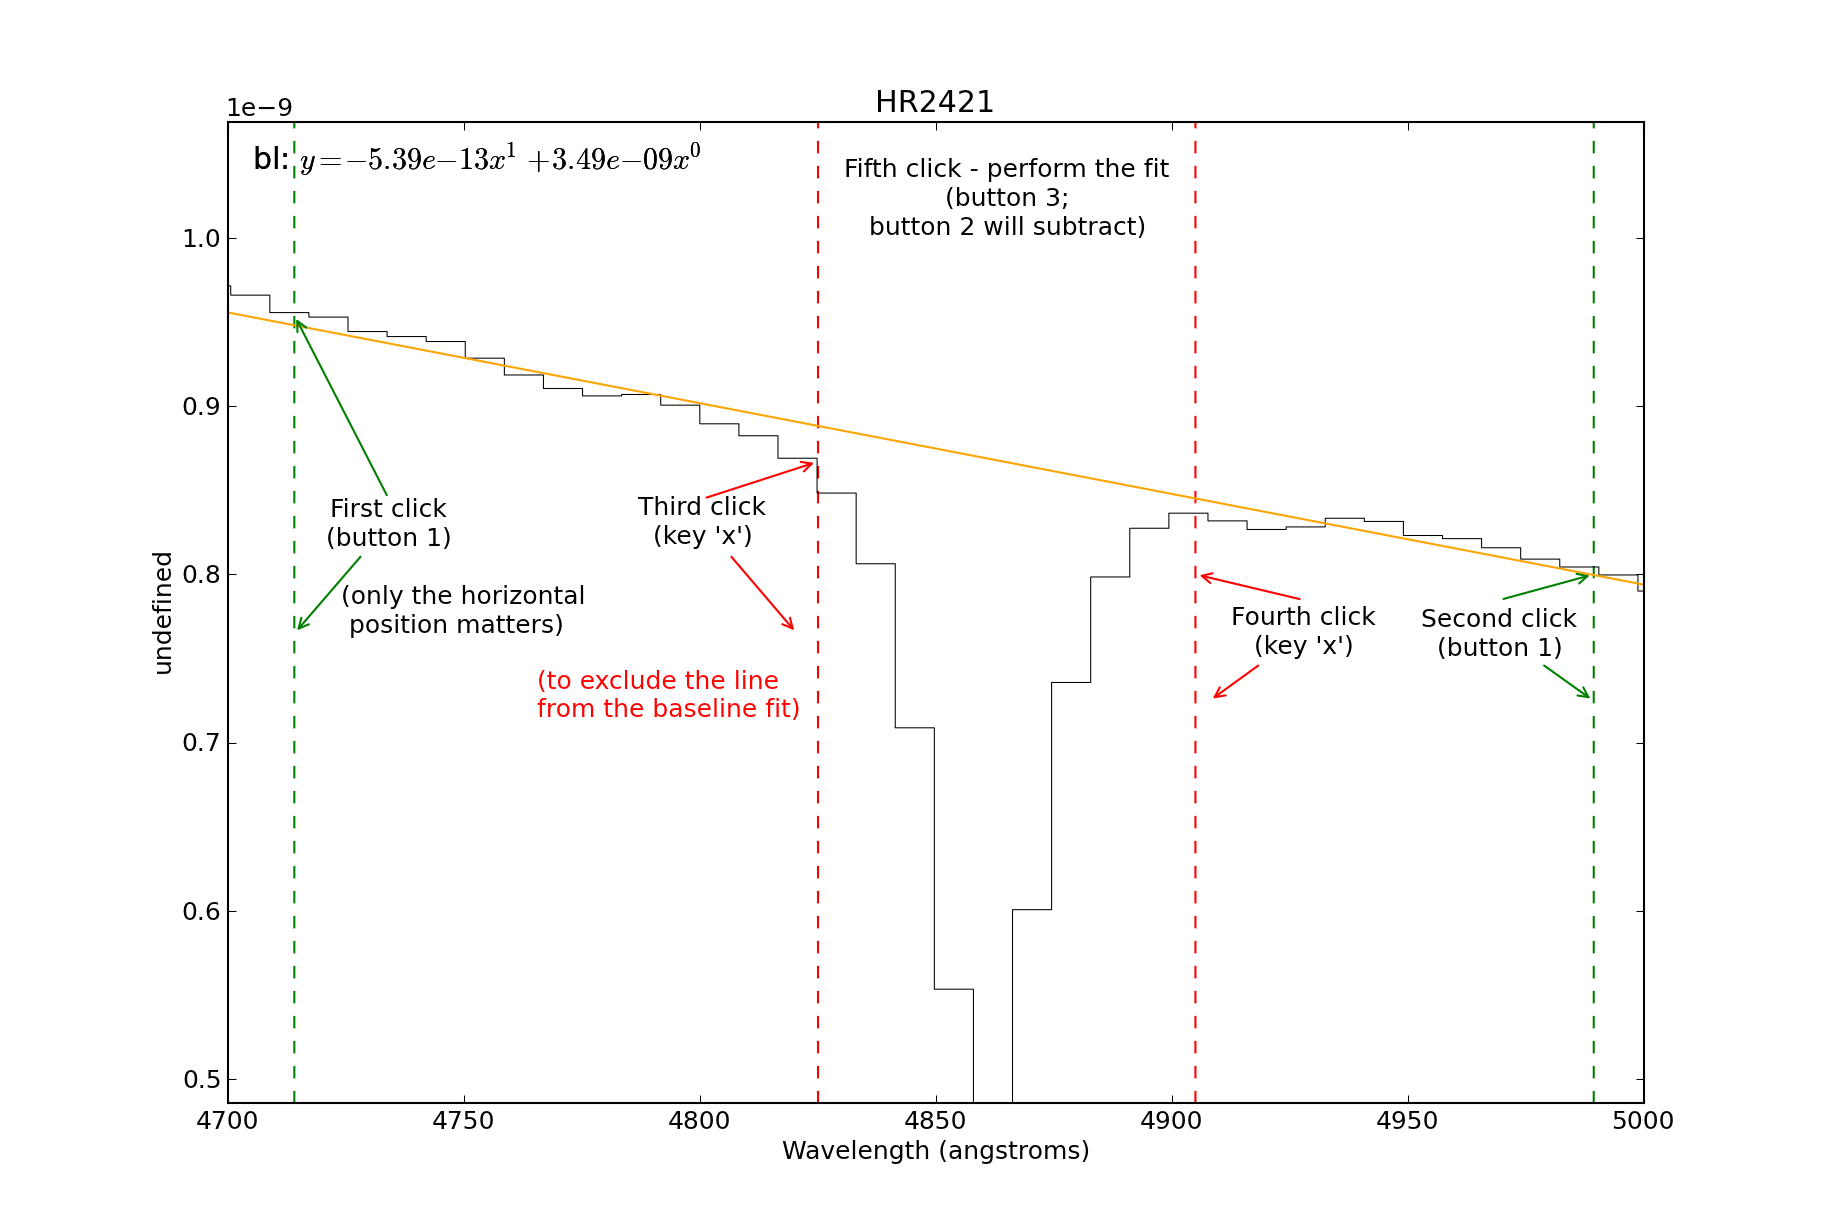 HR2421
1e−9
bl: y=−5.39e−13x¹ +3.49e−09x⁰
Fifth click - perform the fit
(button 3;
button 2 will subtract)
1.0
0.9
0.8
0.7
0.6
0.5
undefined
First click
(button 1)
(only the horizontal
position matters)
Third click
(key 'x')
(to exclude the line
from the baseline fit)
Fourth click
(key 'x')
Second click
(button 1)
4700 4750 4800 4850 4900 4950 5000
Wavelength (angstroms)